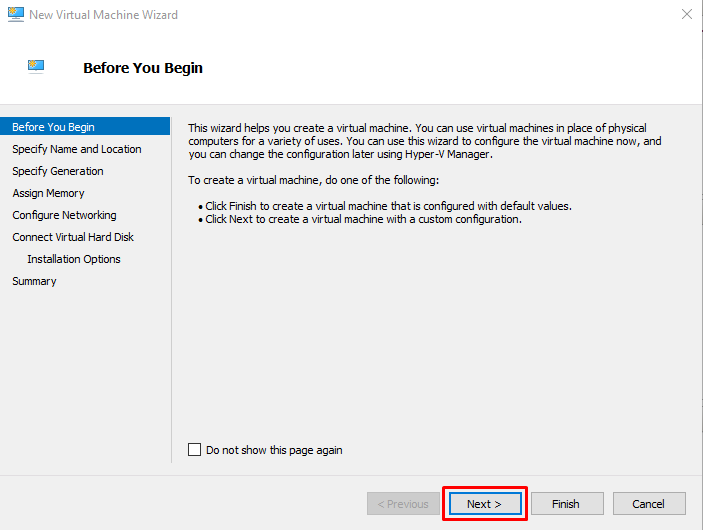 New Virtual Machine Wizard
Before You Begin
Before You Begin
Specify Name and Location
Specify Generation
Assign Memory
Configure Networking
Connect Virtual Hard Disk
Installation Options
Summary
This wizard helps you create a virtual machine. You can use virtual machines in place of physical
computers for a variety of uses. You can use this wizard to configure the virtual machine now, and
you can change the configuration later using Hyper-V Manager.
To create a virtual machine, do one of the following:
• Click Finish to create a virtual machine that is configured with default values.
• Click Next to create a virtual machine with a custom configuration.
Do not show this page again
< Previous
Next >
Finish
Cancel